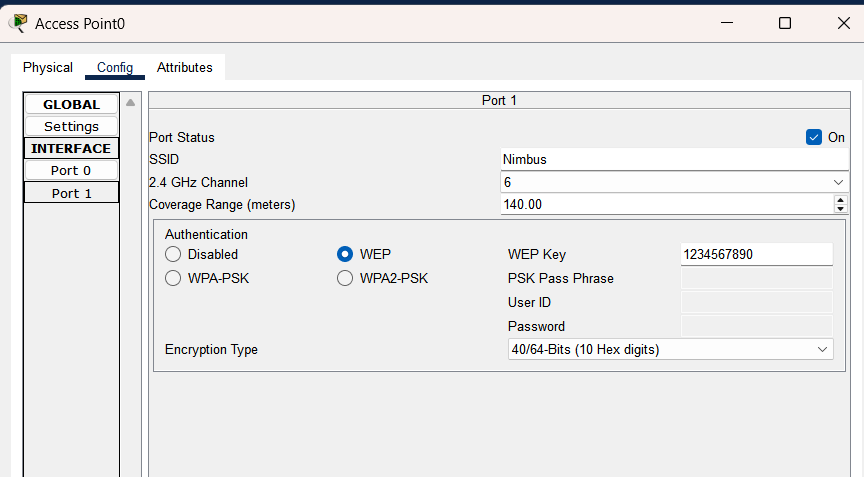 Access Point0
Physical Config Attributes
GLOBAL
Settings
INTERFACE
Port 0
Port 1
Port 1
Port Status On
SSID Nimbus
2.4 GHz Channel 6
Coverage Range (meters) 140.00
Authentication
Disabled WEP WEP Key 1234567890
WPA-PSK WPA2-PSK PSK Pass Phrase
User ID
Password
Encryption Type 40/64-Bits (10 Hex digits)